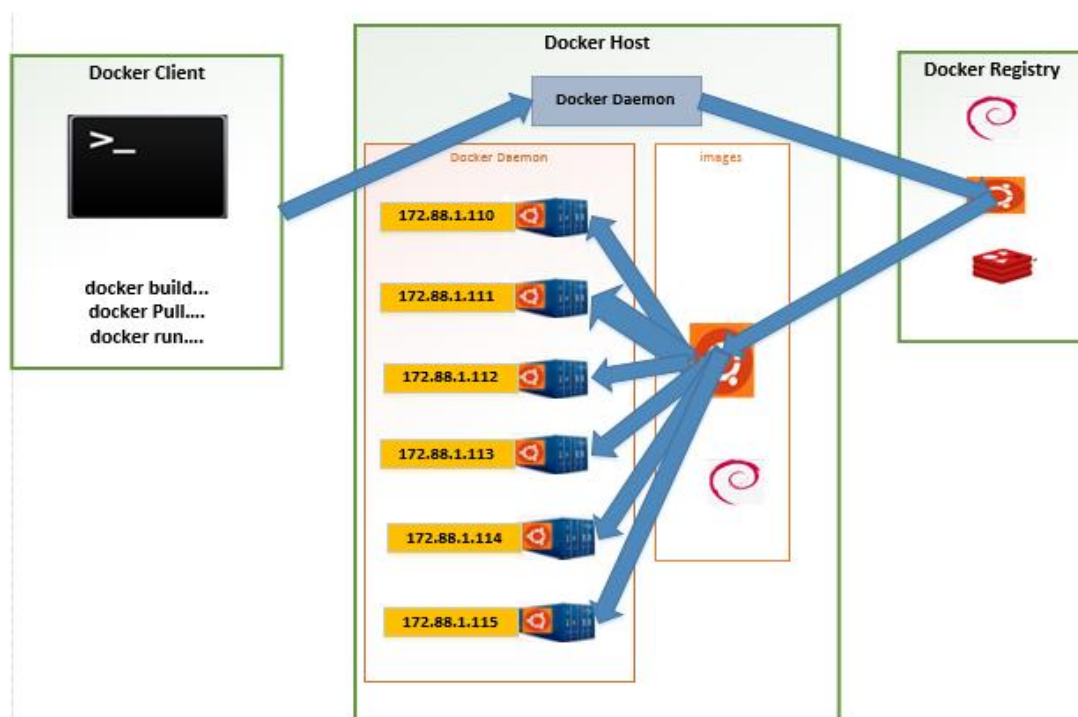 Docker Client
>_
docker build...
docker Pull....
docker run....
Docker Host
Docker Daemon
Docker Daemon
172.88.1.110
172.88.1.111
172.88.1.112
172.88.1.113
172.88.1.114
172.88.1.115
images
Docker Registry